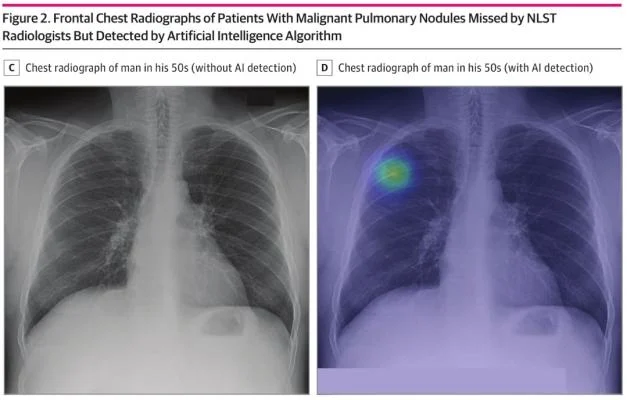 Figure 2. Frontal Chest Radiographs of Patients With Malignant Pulmonary Nodules Missed by NLST
Radiologists But Detected by Artificial Intelligence Algorithm
C Chest radiograph of man in his 50s (without AI detection)
D Chest radiograph of man in his 50s (with AI detection)